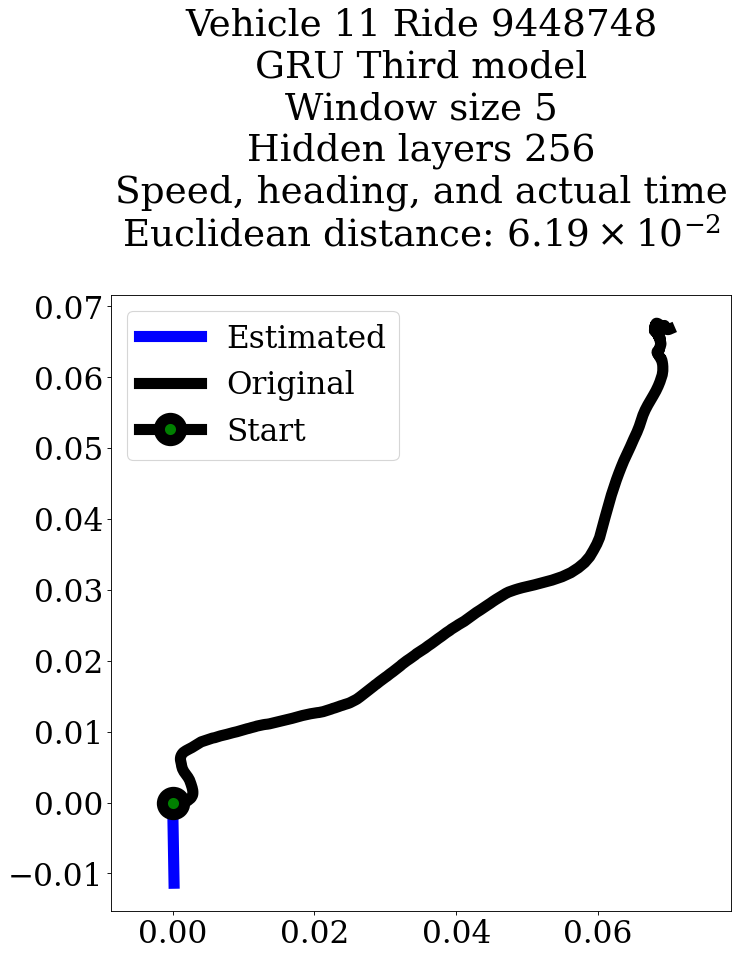 Vehicle 11 Ride 9448748
GRU Third model
Window size 5
Hidden layers 256
Speed, heading, and actual time
Euclidean distance: 6.19 × 10⁻²
0.07
Estimated
0.06
Original
Start
0.05
0.04
0.03
0.02
0.01
0.00
−0.01
0.00 0.02 0.04 0.06